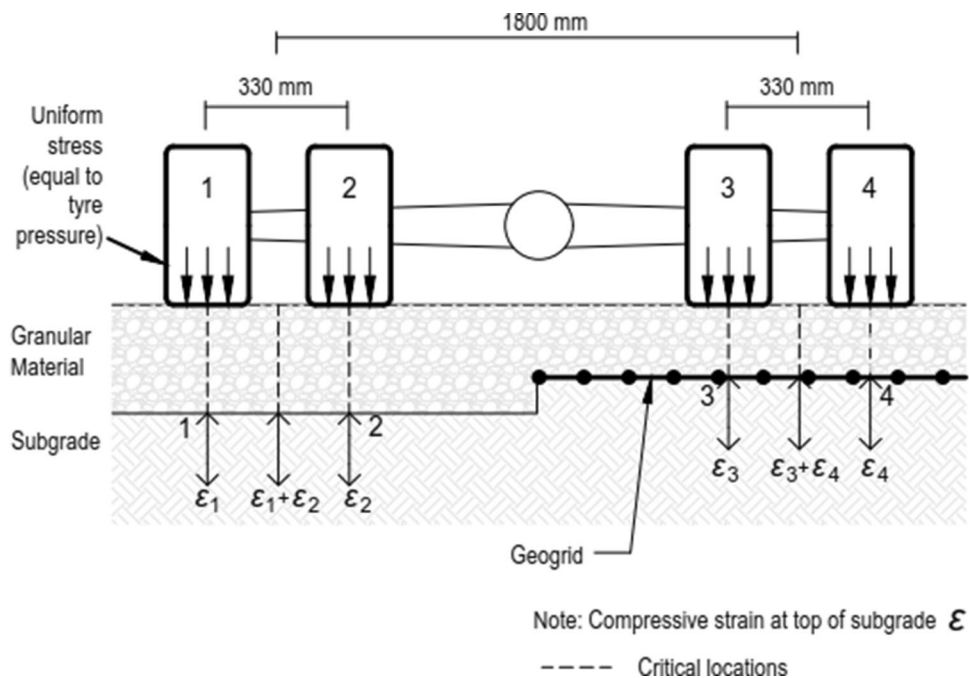 1800 mm
330 mm
330 mm
Uniform
stress
(equal to
tyre
pressure)
1
2
3
4
Granular
Material
Subgrade
1
2
3
4
ε1
ε1+ε2
ε2
ε3
ε3+ε4
ε4
Geogrid
Note: Compressive strain at top of subgrade ε
Critical locations